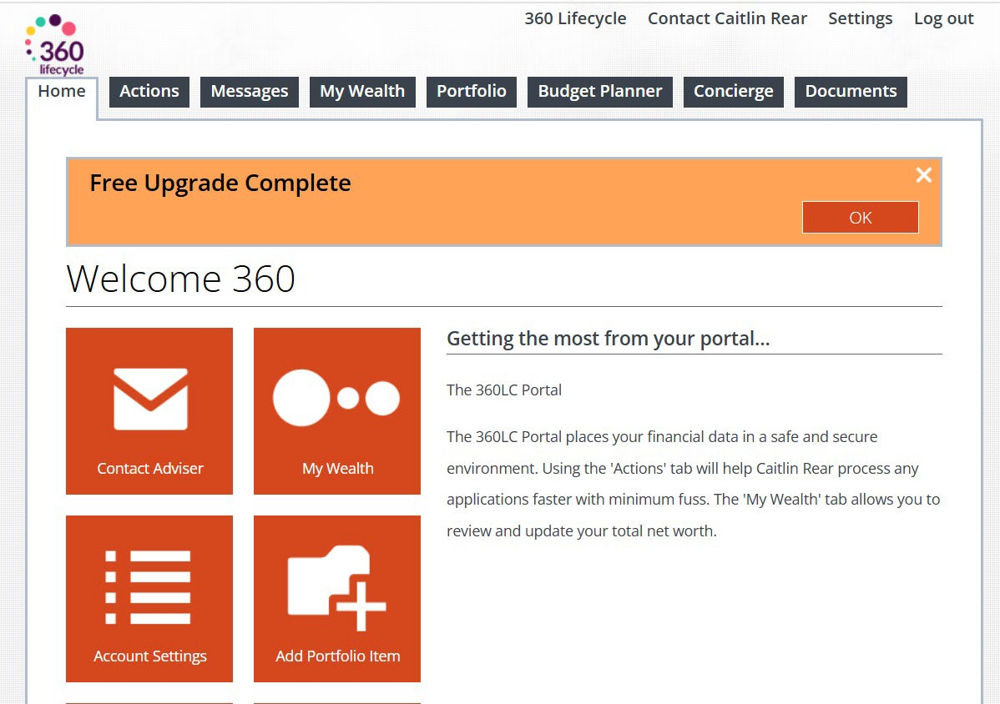 360 Lifecycle Contact Caitlin Rear Settings Log out
360
lifecycle
Home Actions Messages My Wealth Portfolio Budget Planner Concierge Documents
Free Upgrade Complete
OK
Welcome 360
Contact Adviser
My Wealth
Account Settings
Add Portfolio Item
Getting the most from your portal...
The 360LC Portal
The 360LC Portal places your financial data in a safe and secure
environment. Using the 'Actions' tab will help Caitlin Rear process any
applications faster with minimum fuss. The 'My Wealth' tab allows you to
review and update your total net worth.